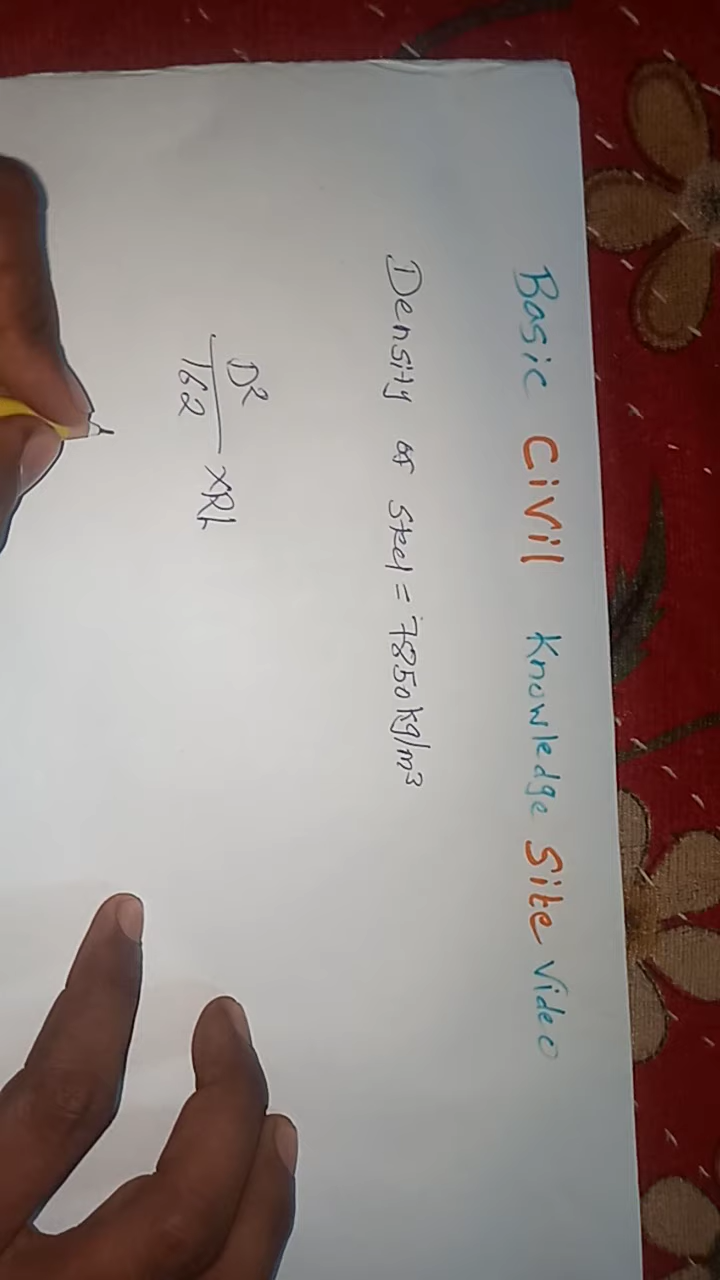 Basic Civil Knowledge Site Video
Density of Steel = 7850 kg/m³
D²
162 × RL